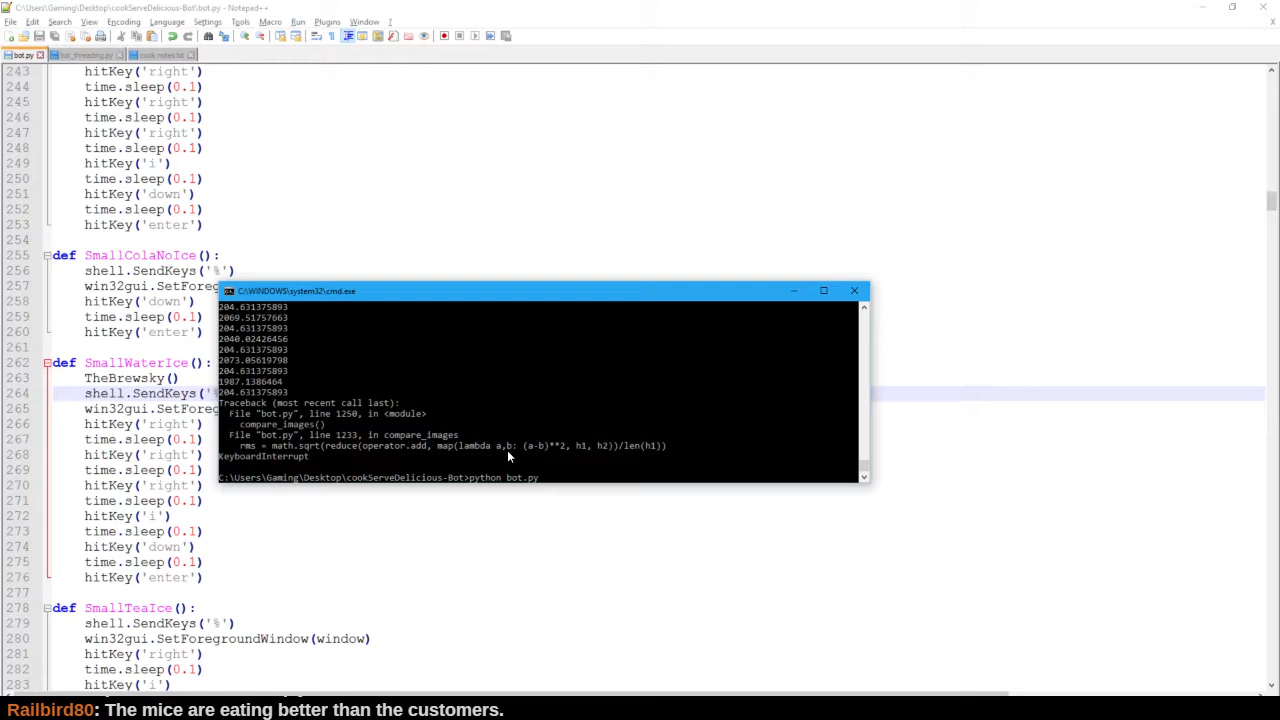 C:\Users\Gaming\Desktop\cookServeDelicious-Bot\bot.py - Notepad++
File Edit Search View Encoding Language Settings Tools Macro Run Plugins Window ?
bot.py bot_threading.py cook notes.txt
243 hitKey('right')
244 time.sleep(0.1)
245 hitKey('right')
246 time.sleep(0.1)
247 hitKey('right')
248 time.sleep(0.1)
249 hitKey('i')
250 time.sleep(0.1)
251 hitKey('down')
252 time.sleep(0.1)
253 hitKey('enter')
254
255 def SmallColaNoIce():
256 shell.SendKeys('%')
257 win32gui.SetForeg
258 hitKey('down')
259 time.sleep(0.1)
260 hitKey('enter')
261
262 def SmallWaterIce():
263 TheBrewsky()
264 shell.SendKeys('%
265 win32gui.SetForeg
266 hitKey('right')
267 time.sleep(0.1)
268 hitKey('right')
269 time.sleep(0.1)
270 hitKey('right')
271 time.sleep(0.1)
272 hitKey('i')
273 time.sleep(0.1)
274 hitKey('down')
275 time.sleep(0.1)
276 hitKey('enter')
277
278 def SmallTeaIce():
279 shell.SendKeys('%')
280 win32gui.SetForegroundWindow(window)
281 hitKey('right')
282 time.sleep(0.1)
283 hitKey('i')
C:\WINDOWS\system32\cmd.exe
204.631375893
2069.51757663
204.631375893
2040.02426456
204.631375893
2073.05619798
204.631375893
1987.1386464
204.631375893
Traceback (most recent call last):
File "bot.py", line 1250, in <module>
compare_images()
File "bot.py", line 1233, in compare_images
rms = math.sqrt(reduce(operator.add, map(lambda a,b: (a-b)**2, h1, h2))/len(h1))
KeyboardInterrupt
C:\Users\Gaming\Desktop\cookServeDelicious-Bot>python bot.py
Railbird80: The mice are eating better than the customers.